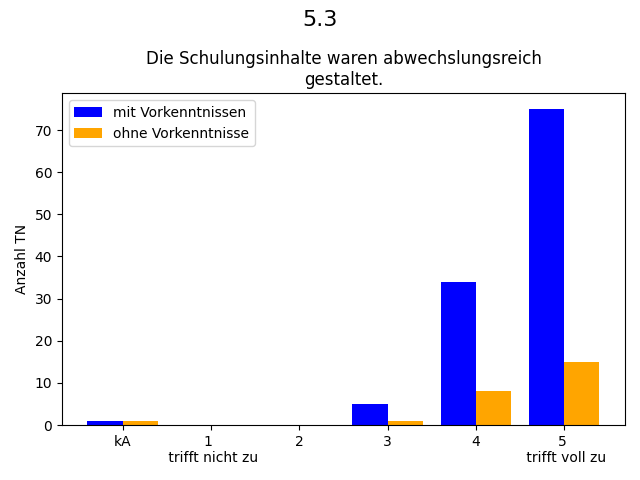 5.3
Die Schulungsinhalte waren abwechslungsreich
gestaltet.
mit Vorkenntnissen
ohne Vorkenntnisse
Anzahl TN
70
60
50
40
30
20
10
0
kA 1 2 3 4 5
trifft nicht zu trifft voll zu